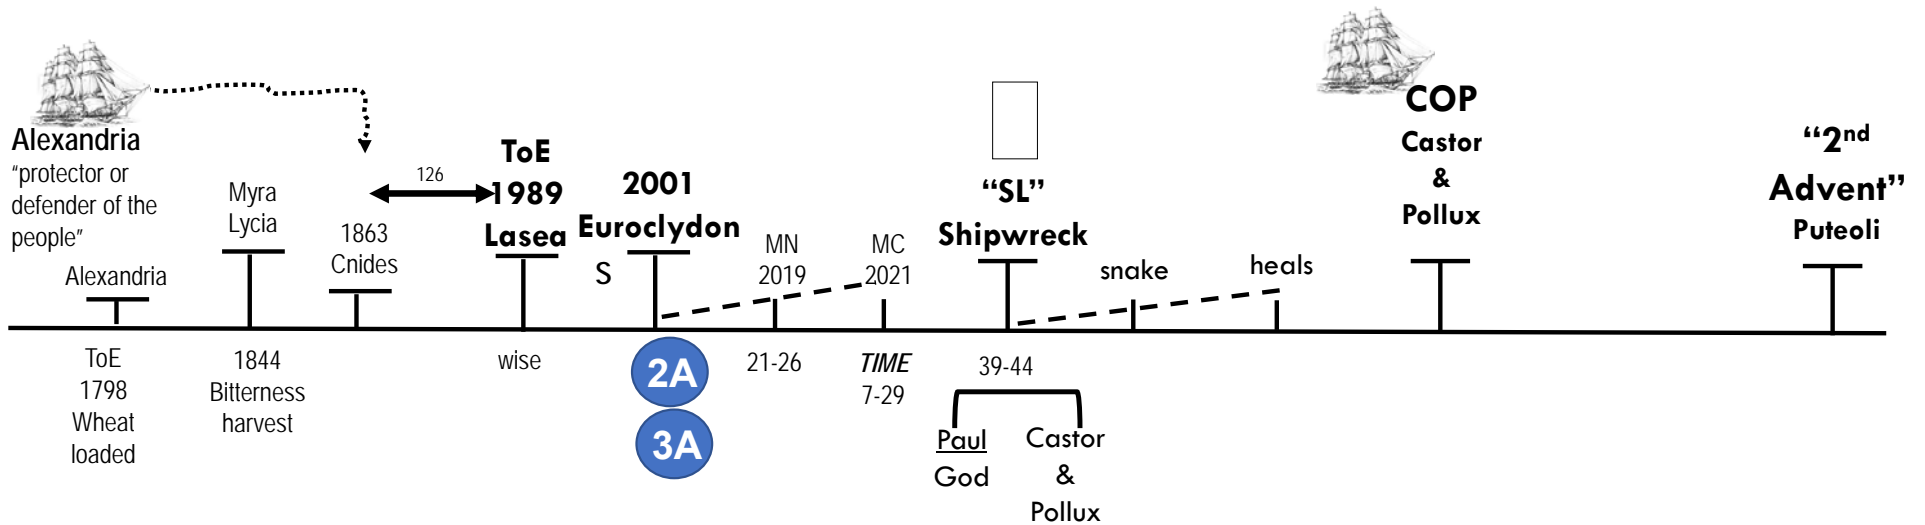 Alexandria
"protector or
defender of the
people"
Alexandria
ToE
1798
Wheat
loaded
Myra
Lycia
1844
Bitterness
harvest
1863
Cnides
126
ToE
1989
Lasea
wise
2001
Euroclydon
S
2A
3A
MN
2019
21-26
MC
2021
TIME
7-29
“SL”
Shipwreck
39-44
Paul
God
Castor
&
Pollux
snake
heals
COP
Castor
&
Pollux
“2nd
Advent”
Puteoli